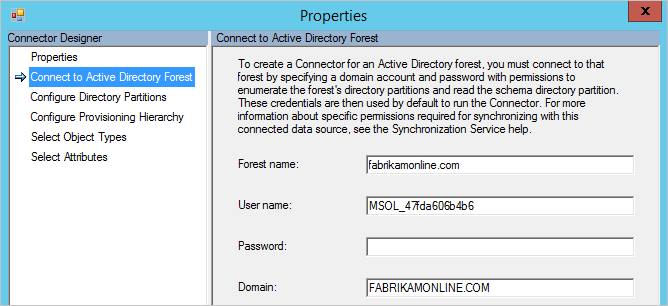 Properties
x
Connector Designer
Properties
Connect to Active Directory Forest
Configure Directory Partitions
Configure Provisioning Hierarchy
Select Object Types
Select Attributes
Connect to Active Directory Forest
To create a Connector for an Active Directory forest, you must connect to that
forest by specifying a domain account and password with permissions to
enumerate the forest's directory partitions and read the schema directory partition.
These credentials are then used by default to run the Connector. For more
information about specific permissions required for synchronizing with this
connected data source, see the Synchronization Service help.
Forest name: fabrikamonline.com
User name: MSOL_47fda606b4b6
Password:
Domain: FABRIKAMONLINE.COM